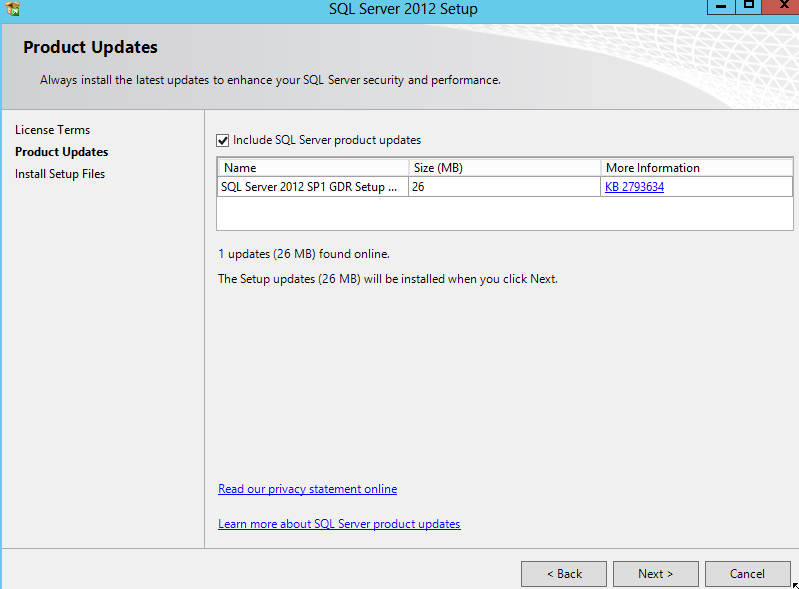 SQL Server 2012 Setup
Product Updates
Always install the latest updates to enhance your SQL Server security and performance.
License Terms
Product Updates
Install Setup Files
Include SQL Server product updates
Name Size (MB) More Information
SQL Server 2012 SP1 GDR Setup ... 26 KB 2793634
1 updates (26 MB) found online.
The Setup updates (26 MB) will be installed when you click Next.
Read our privacy statement online
Learn more about SQL Server product updates
< Back Next > Cancel